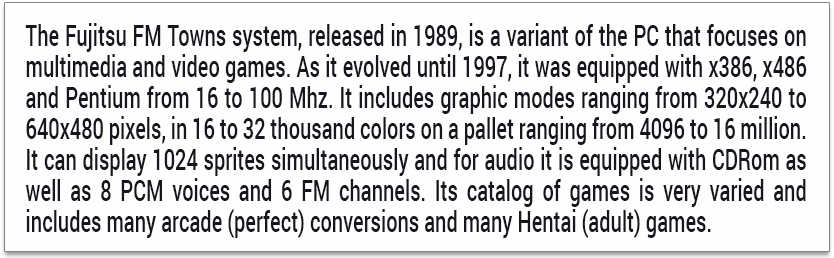 The Fujitsu FM Towns system, released in 1989, is a variant of the PC that focuses on
multimedia and video games. As it evolved until 1997, it was equipped with x386, x486
and Pentium from 16 to 100 Mhz. It includes graphic modes ranging from 320x240 to
640x480 pixels, in 16 to 32 thousand colors on a pallet ranging from 4096 to 16 million.
It can display 1024 sprites simultaneously and for audio it is equipped with CDRom as
well as 8 PCM voices and 6 FM channels. Its catalog of games is very varied and
includes many arcade (perfect) conversions and many Hentai (adult) games.